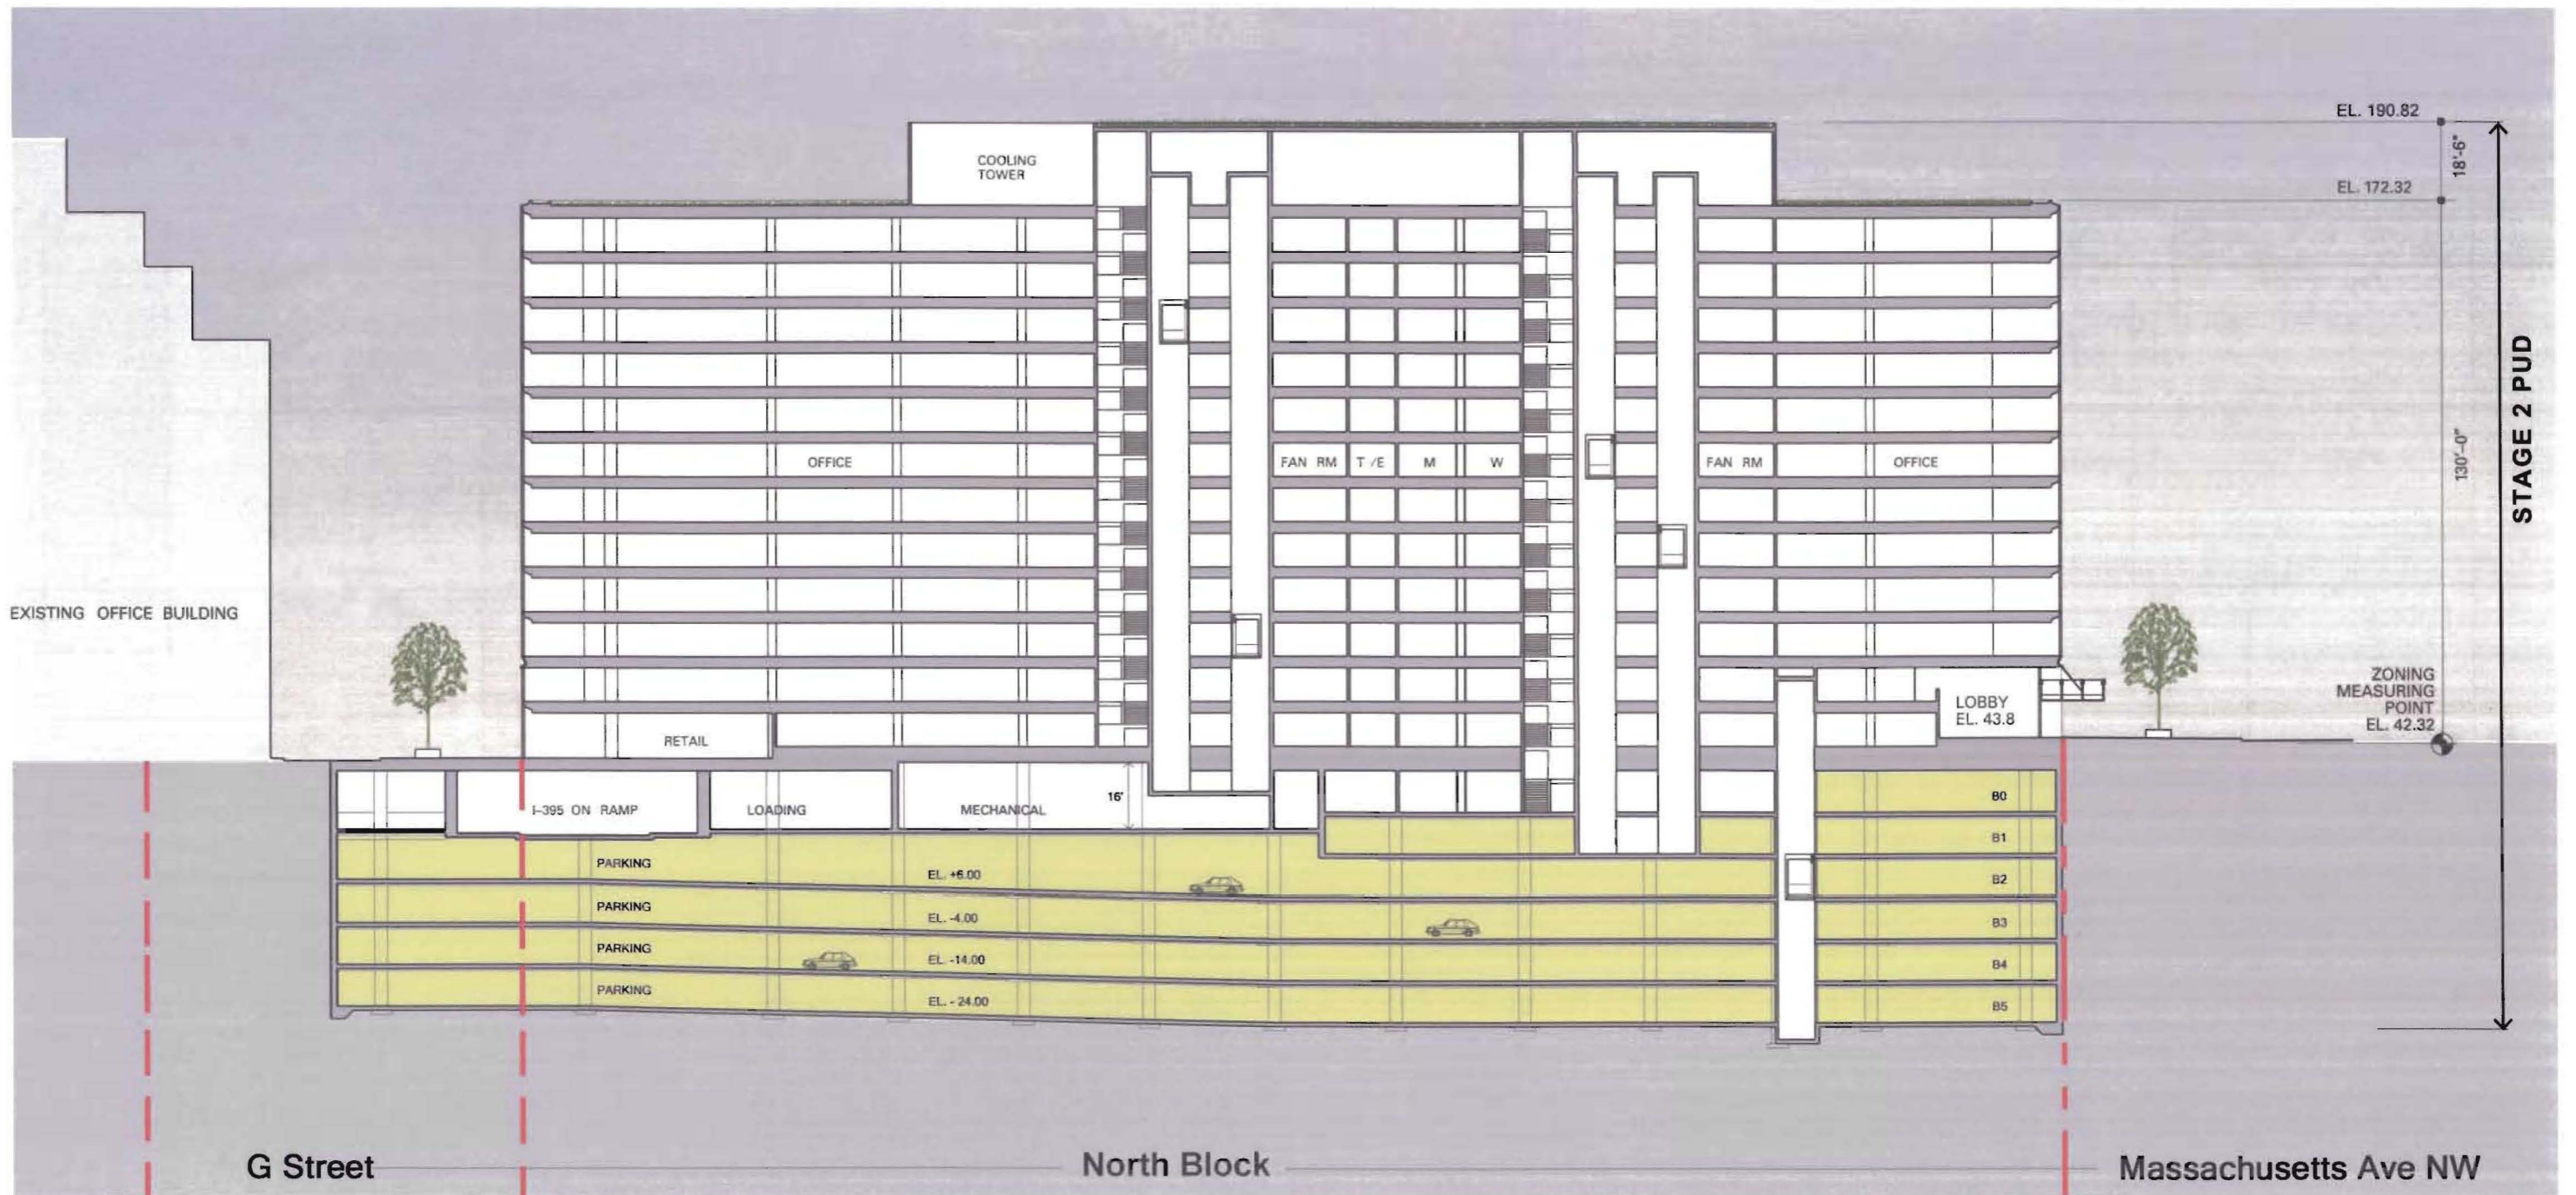 EL. 190.82
18'-6"
COOLING
TOWER
EL. 172.32
STAGE 2 PUD
130'-0"
OFFICE
FAN RM
T/E
M
W
FAN RM
OFFICE
EXISTING OFFICE BUILDING
ZONING
MEASURING
POINT
EL. 42.32
LOBBY
EL. 43.8
RETAIL
I-395 ON RAMP
LOADING
MECHANICAL
16'
B0
B1
PARKING
EL. +6.00
B2
PARKING
EL. -4.00
B3
PARKING
EL. -14.00
B4
PARKING
EL. -24.00
B5
G Street
North Block
Massachusetts Ave NW